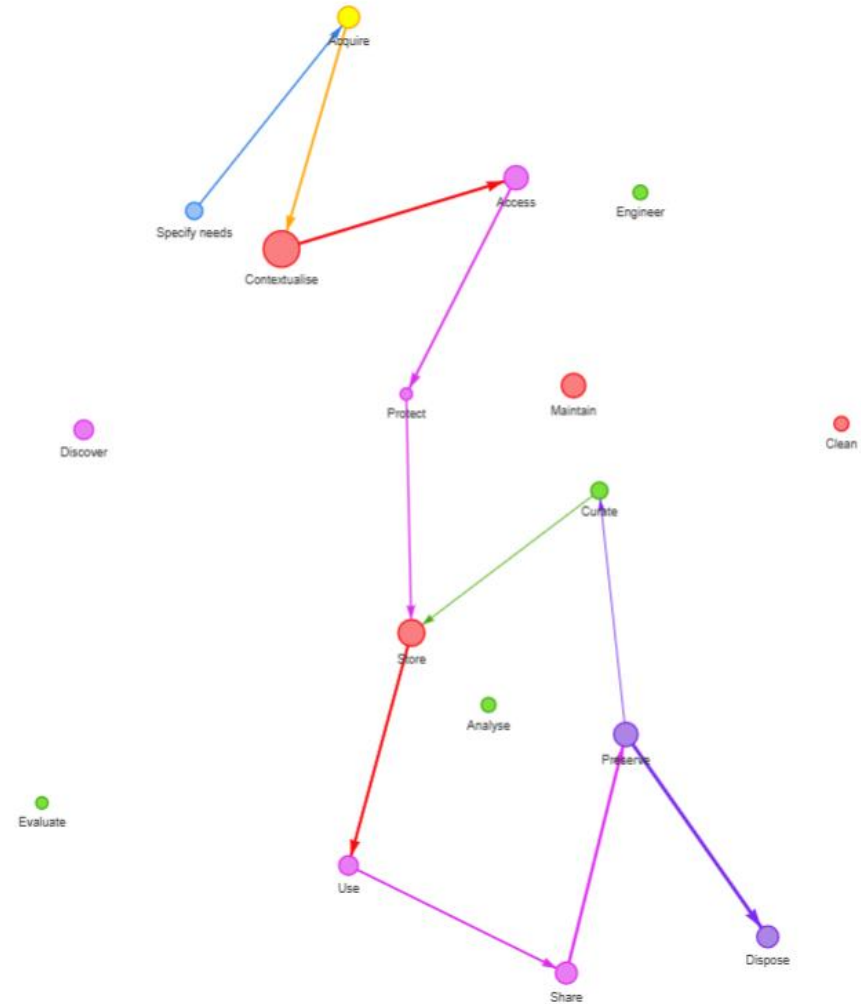 Acquire
Access
Engineer
Specify needs
Contextualise
Maintain
Protect
Clean
Discover
Curate
Store
Analyse
Preserve
Evaluate
Use
Dispose
Share